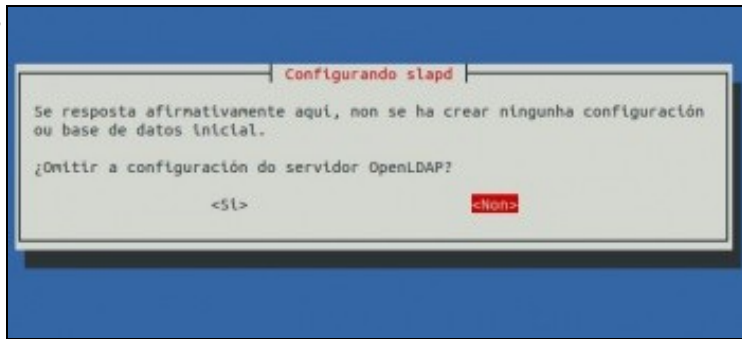 Configurando slapd
Se resposta afirmativamente aquí, non se ha crear ningunha configuración
ou base de datos inicial.
¿Omitir a configuración do servidor OpenLDAP?
<Si> <Non>